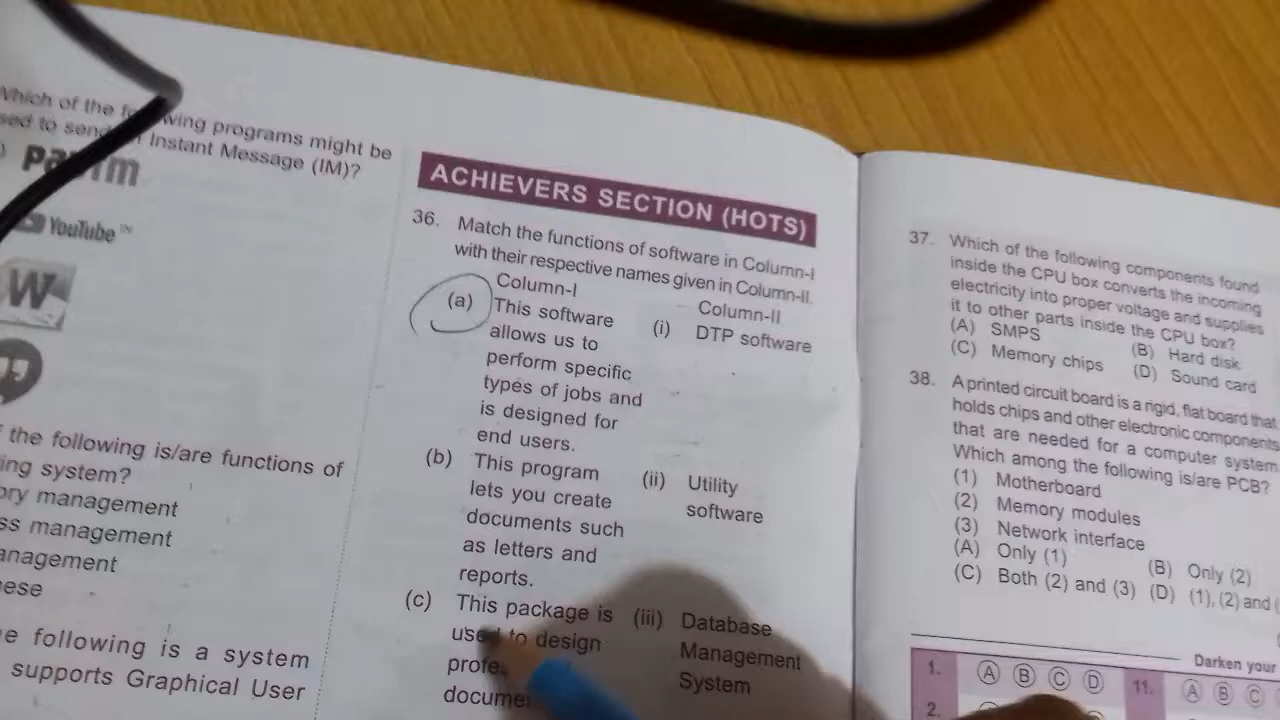 Which of the following programs might be
sed to send Instant Message (IM)?
YouTube
W
f the following is/are functions of
ing system?
ory management
ss management
anagement
ese
e following is a system
supports Graphical User
ACHIEVERS SECTION (HOTS)
36. Match the functions of software in Column-I
with their respective names given in Column-II.
Column-I
Column-II
(a) This software (i) DTP software
allows us to
perform specific
types of jobs and
is designed for
end users.
(b) This program (ii) Utility
lets you create software
documents such
as letters and
reports.
(c) This package is (iii) Database
used to design Management
profe System
docume
37. Which of the following components found
inside the CPU box converts the incoming
electricity into proper voltage and supplies
it to other parts inside the CPU box?
(A) SMPS (B) Hard disk
(C) Memory chips (D) Sound card
38. A printed circuit board is a rigid, flat board that
holds chips and other electronic components
that are needed for a computer system
Which among the following is/are PCB?
(1) Motherboard
(2) Memory modules
(3) Network interface
(A) Only (1) (B) Only (2)
(C) Both (2) and (3) (D) (1), (2) and (
Darken your
1. A B C D 11. A B C
2.